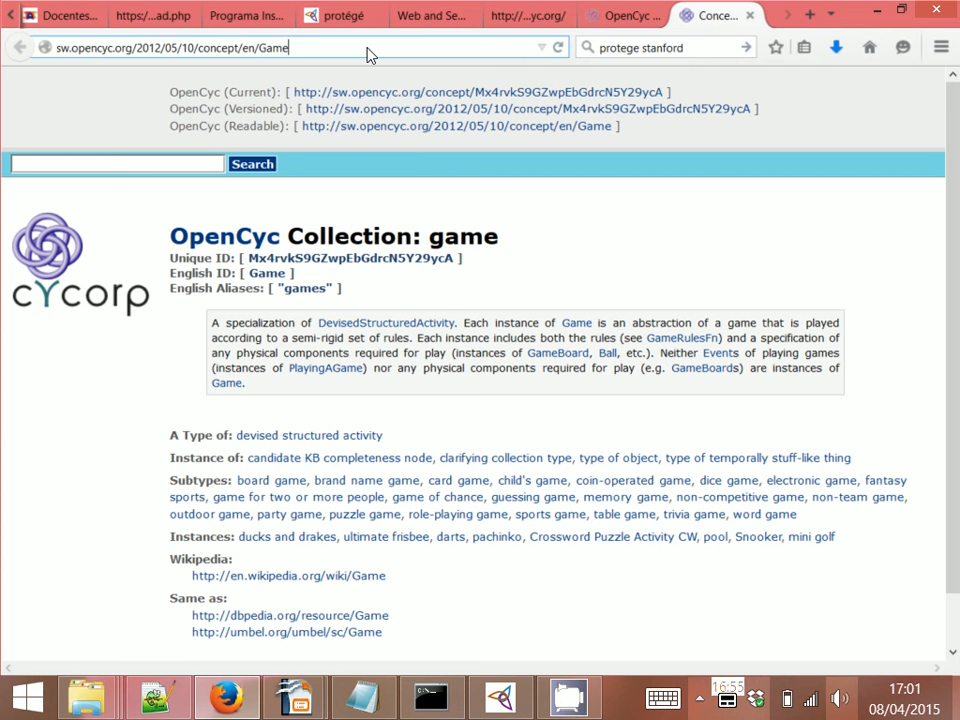 Docentes... https/...ad.php Programa Ins... protégé Web and Se... http:/...yc.org/ OpenCyc ... Conce...
sw.opencyc.org/2012/05/10/concept/en/Game protege stanford
OpenCyc (Current): [ http://sw.opencyc.org/concept/Mx4rvkS9GZwpEbGdrcN5Y29ycA ]
OpenCyc (Versioned): [ http://sw.opencyc.org/2012/05/10/concept/Mx4rvkS9GZwpEbGdrcN5Y29ycA ]
OpenCyc (Readable): [ http://sw.opencyc.org/2012/05/10/concept/en/Game ]
Search
cYcorp
OpenCyc Collection: game
Unique ID: [ Mx4rvkS9GZwpEbGdrcN5Y29ycA ]
English ID: [ Game ]
English Aliases: [ "games" ]
A specialization of DevisedStructuredActivity. Each instance of Game is an abstraction of a game that is played
according to a semi-rigid set of rules. Each instance includes both the rules (see GameRulesFn) and a specification of
any physical components required for play (instances of GameBoard, Ball, etc.). Neither Events of playing games
(instances of PlayingAGame) nor any physical components required for play (e.g. GameBoards) are instances of
Game.
A Type of: devised structured activity
Instance of: candidate KB completeness node, clarifying collection type, type of object, type of temporally stuff-like thing
Subtypes: board game, brand name game, card game, child's game, coin-operated game, dice game, electronic game, fantasy
sports, game for two or more people, game of chance, guessing game, memory game, non-competitive game, non-team game,
outdoor game, party game, puzzle game, role-playing game, sports game, table game, trivia game, word game
Instances: ducks and drakes, ultimate frisbee, darts, pachinko, Crossword Puzzle Activity CW, pool, Snooker, mini golf
Wikipedia:
http://en.wikipedia.org/wiki/Game
Same as:
http://dbpedia.org/resource/Game
http://umbel.org/umbel/sc/Game
16:55
17:01
08/04/2015